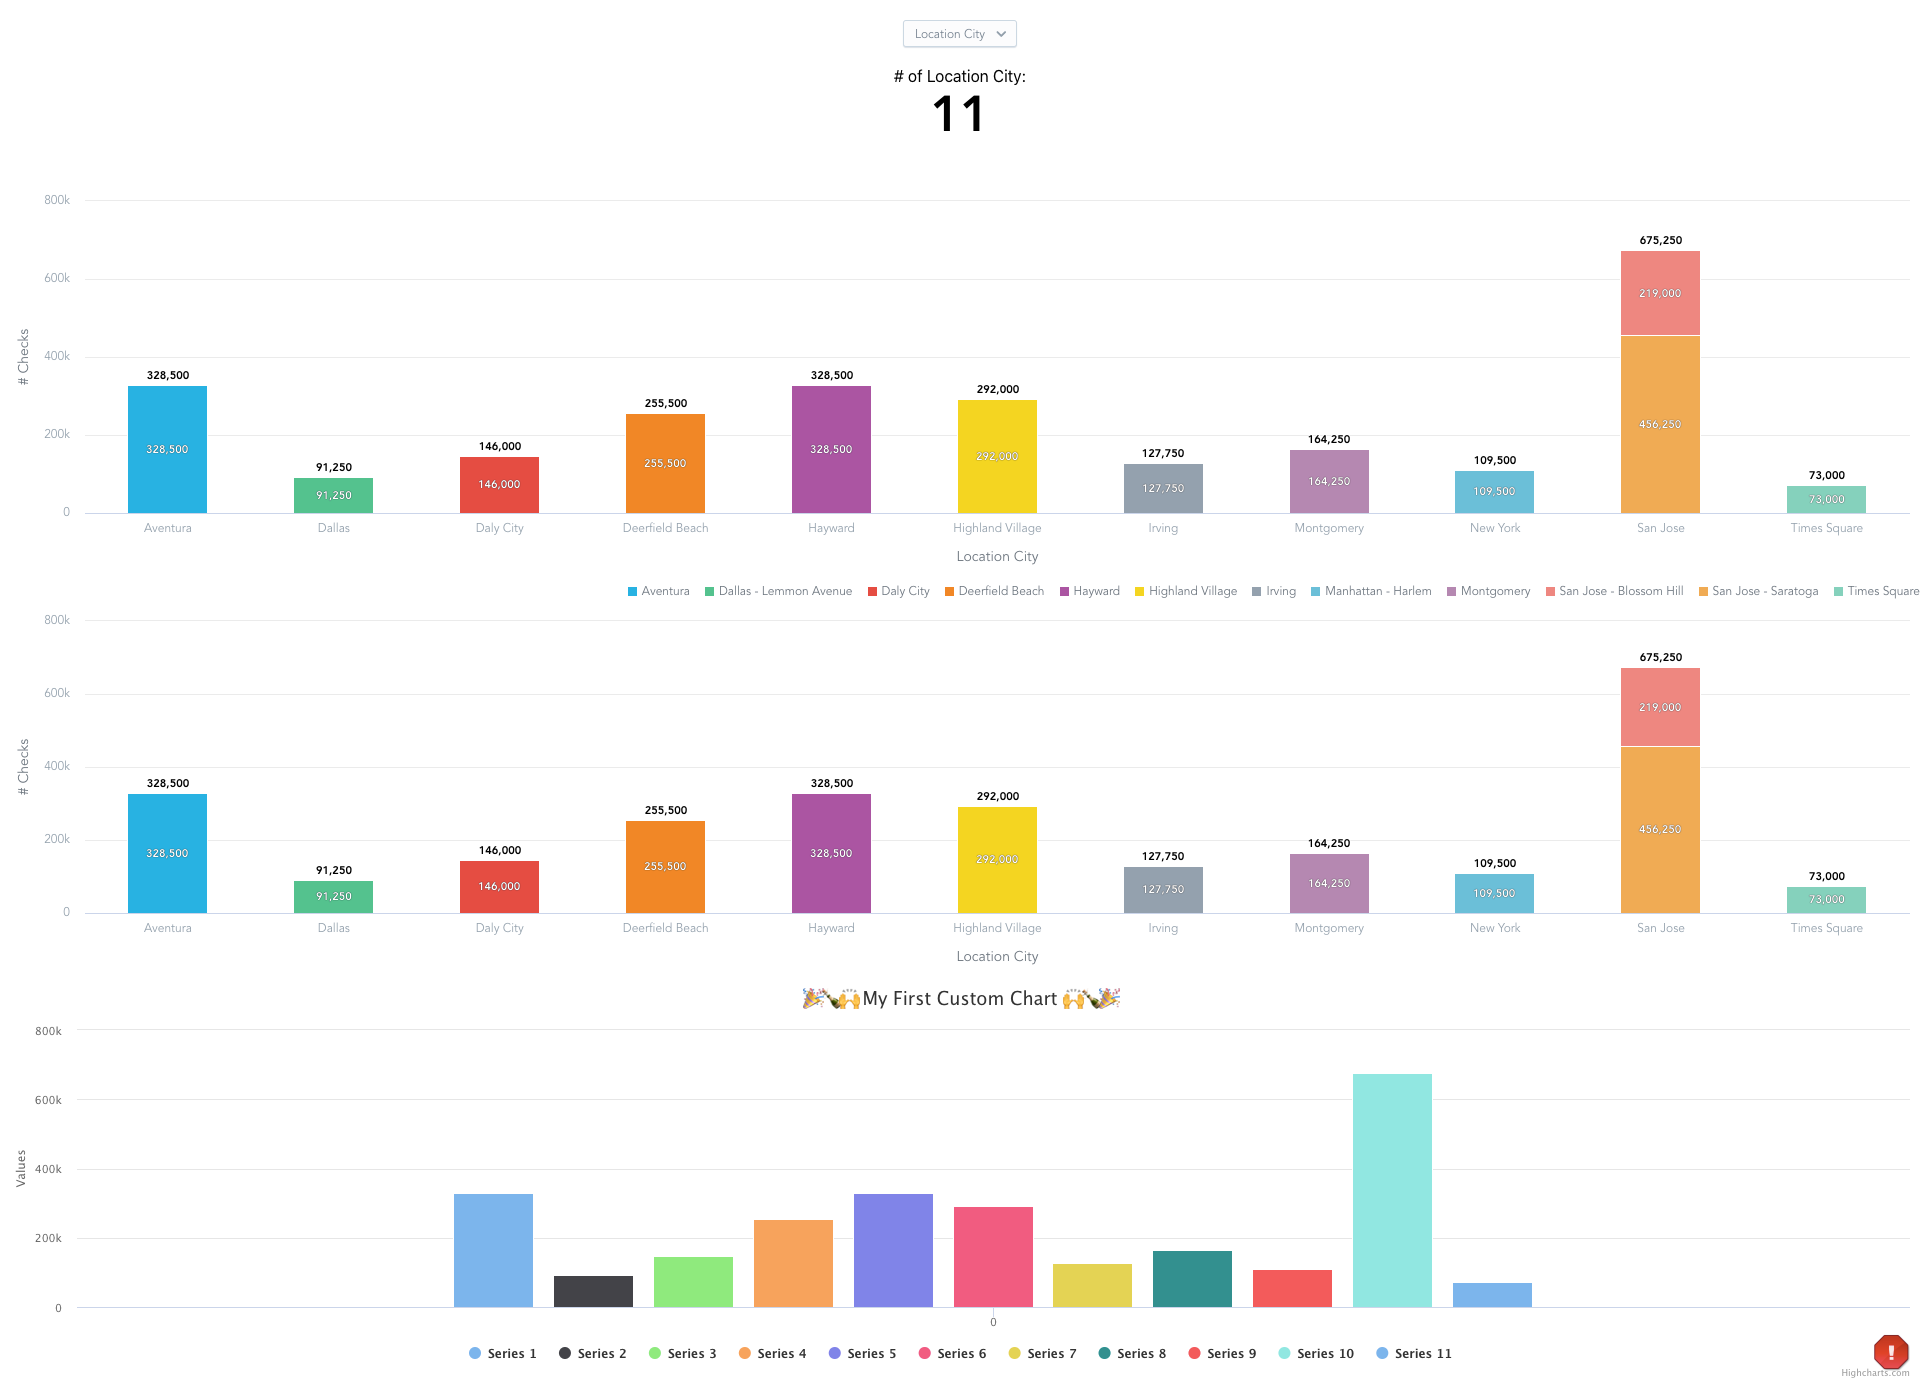 Location City
# of Location City:
11
800k
600k
400k
200k
0
# Checks
328,500
328,500
91,250
91,250
146,000
146,000
255,500
255,500
328,500
328,500
292,000
292,000
127,750
127,750
164,250
164,250
109,500
109,500
675,250
219,000
456,250
73,000
73,000
Aventura Dallas Daly City Deerfield Beach Hayward Highland Village Irving Montgomery New York San Jose Times Square
Location City
Aventura Dallas - Lemmon Avenue Daly City Deerfield Beach Hayward Highland Village Irving Manhattan - Harlem Montgomery San Jose - Blossom Hill San Jose - Saratoga Times Square
800k
600k
400k
200k
0
# Checks
328,500
328,500
91,250
91,250
146,000
146,000
255,500
255,500
328,500
328,500
292,000
292,000
127,750
127,750
164,250
164,250
109,500
109,500
675,250
219,000
456,250
73,000
73,000
Aventura Dallas Daly City Deerfield Beach Hayward Highland Village Irving Montgomery New York San Jose Times Square
Location City
🎉🍾🙌My First Custom Chart 🙌🍾🎉
800k
600k
400k
200k
0
Values
0
Series 1 Series 2 Series 3 Series 4 Series 5 Series 6 Series 7 Series 8 Series 9 Series 10 Series 11
!
Highcharts.com